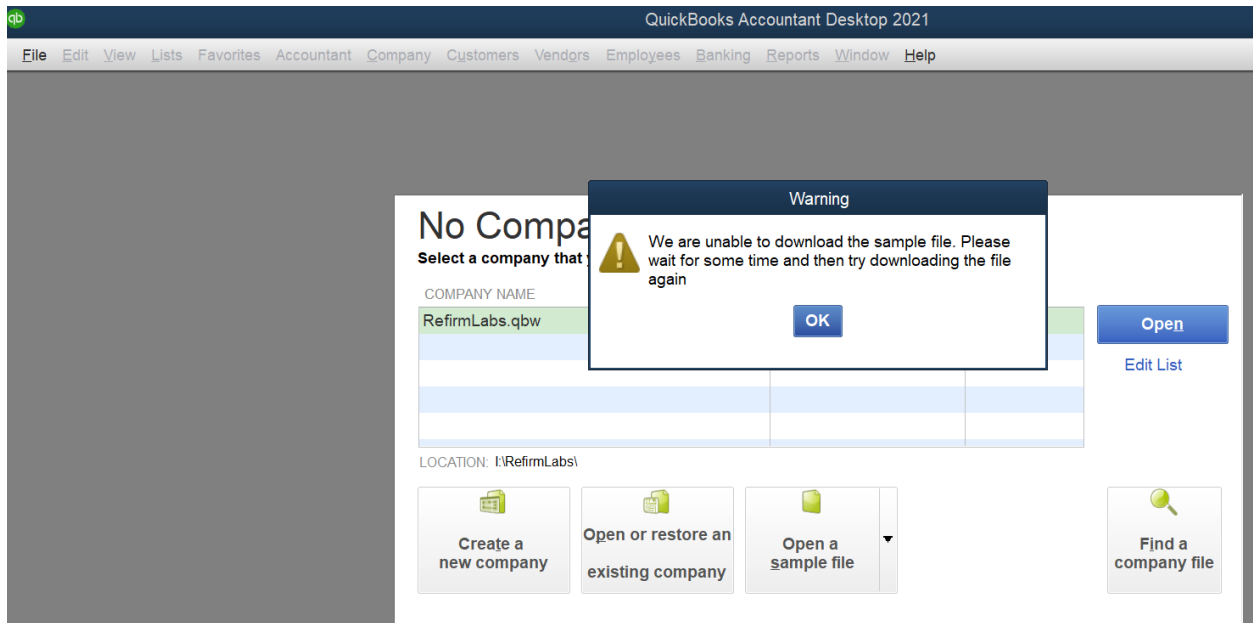 qb
QuickBooks Accountant Desktop 2021
File Edit View Lists Favorites Accountant Company Customers Vendors Employees Banking Reports Window Help
Warning
No Compa
We are unable to download the sample file. Please
wait for some time and then try downloading the file
again
Select a company that
COMPANY NAME
OK
RefirmLabs.qbw
Open
Edit List
LOCATION: I:\RefirmLabs\
Create a
new company
Open or restore an
existing company
Open a
sample file
Find a
company file